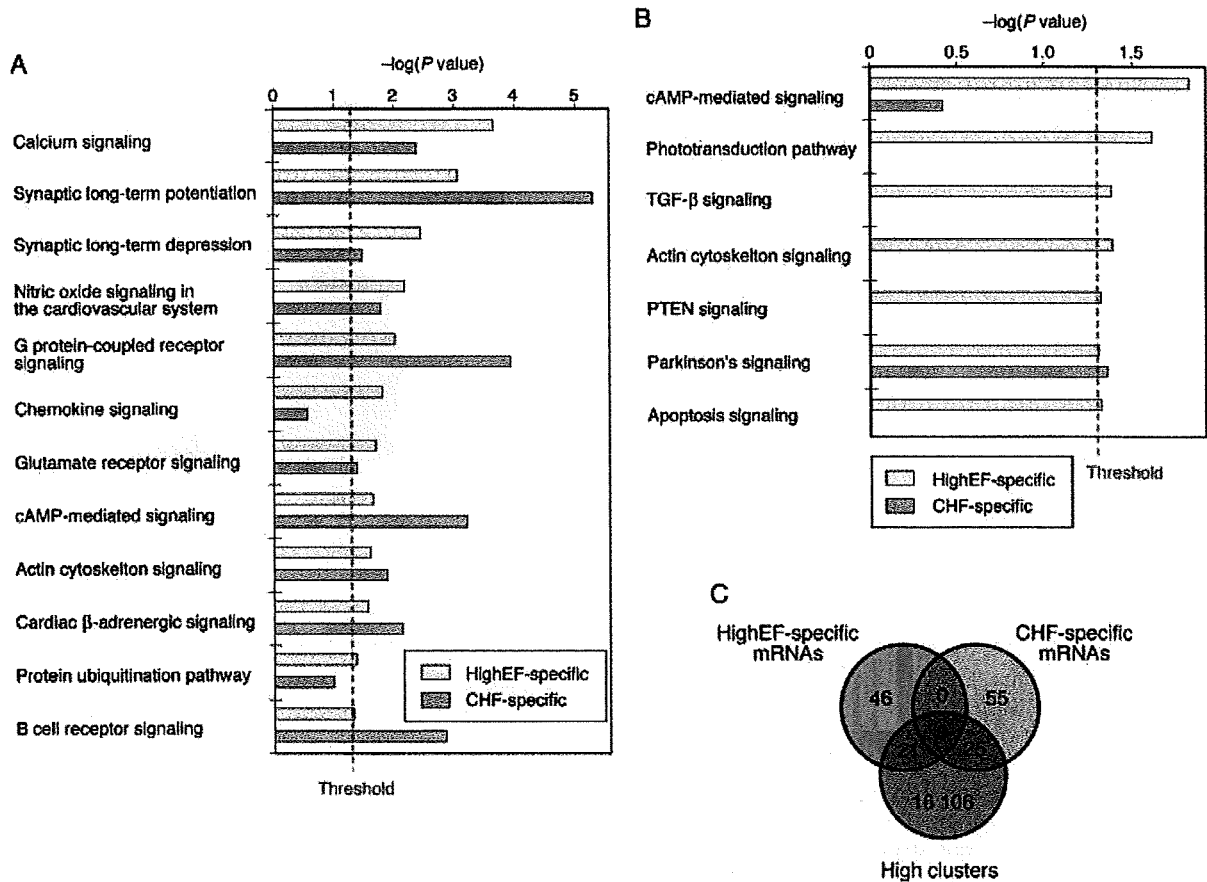 A
–log(P value)
0 1 2 3 4 5
Calcium signaling
Synaptic long-term potentiation
Synaptic long-term depression
Nitric oxide signaling in
the cardiovascular system
G protein-coupled receptor
signaling
Chemokine signaling
Glutamate receptor signaling
cAMP-mediated signaling
Actin cytoskelton signaling
Cardiac β-adrenergic signaling
Protein ubiquitination pathway
B cell receptor signaling
HighEF-specific
CHF-specific
Threshold
B
–log(P value)
0 0.5 1.0 1.5
cAMP-mediated signaling
Phototransduction pathway
TGF-β signaling
Actin cytoskelton signaling
PTEN signaling
Parkinson's signaling
Apoptosis signaling
Threshold
HighEF-specific
CHF-specific
C
HighEF-specific
mRNAs
CHF-specific
mRNAs
46 0 55
High clusters